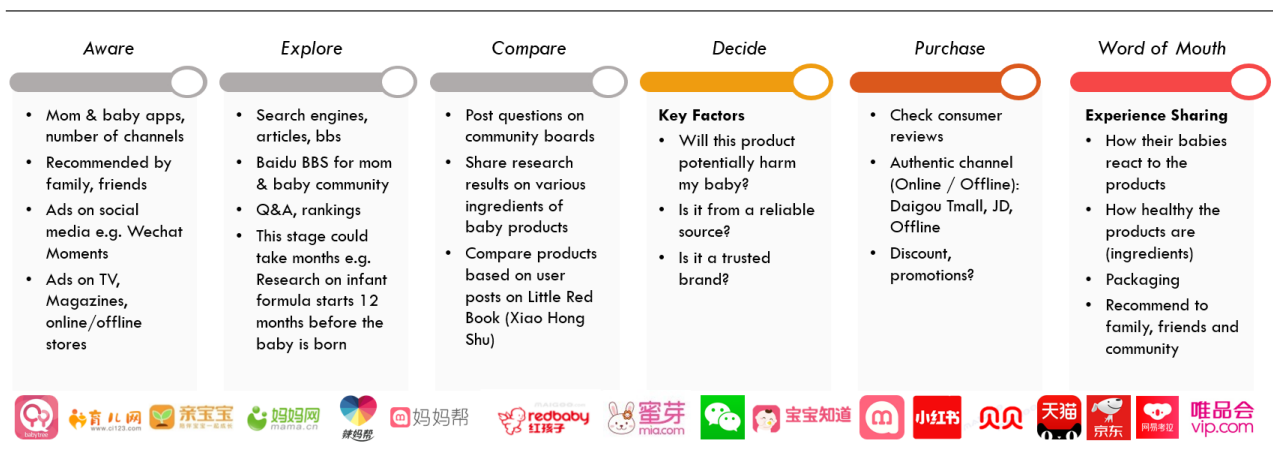 Aware
Mom & baby apps,
number of channels
Recommended by
family, friends
Ads on social
media e.g. Wechat
Moments
Ads on TV,
Magazines,
online/offline
stores
Explore
Search engines,
articles, bbs
Baidu BBS for mom
& baby community
Q&A, rankings
This stage could
take months e.g.
Research on infant
formula starts 12
months before the
baby is born
Compare
Post questions on
community boards
Share research
results on various
ingredients of
baby products
Compare products
based on user
posts on Little Red
Book (Xiao Hong
Shu)
Decide
Key Factors
Will this product
potentially harm
my baby?
Is it from a reliable
source?
Is it a trusted
brand?
Purchase
Check consumer
reviews
Authentic channel
(Online / Offline):
Daigou Tmall, JD,
Offline
Discount,
promotions?
Word of Mouth
Experience Sharing
How their babies
react to the
products
How healthy the
products are
(ingredients)
Packaging
Recommend to
family, friends and
community
babytree
育儿网
www.ci123.com
亲宝宝
妈妈网
mama.cn
辣妈帮
m
妈妈帮
redbaby
红孩子
蜜芽
mia.com
宝宝知道
m
小红书
贝贝
天猫
京东
网易考拉
唯品会
vip.com